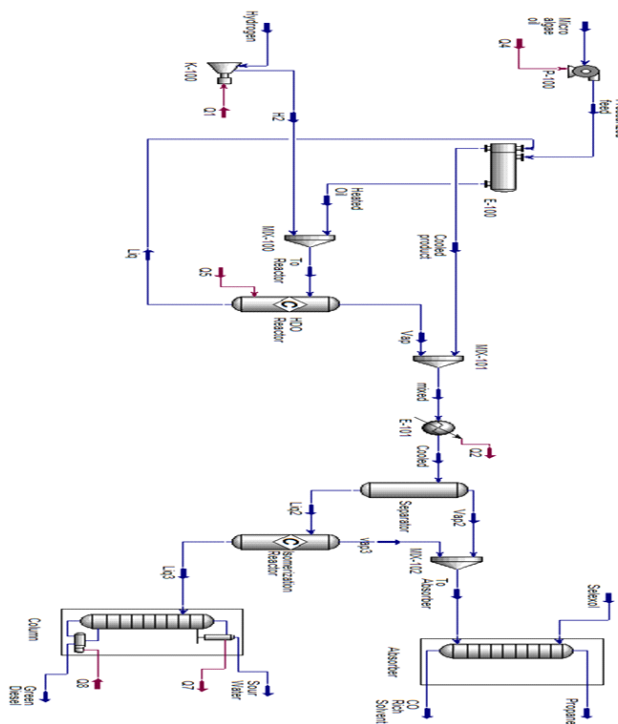 Hydrogen
K-100
Q1
H2
Micro
algae
oil
Q4
P-100
feed
E-100
Heated
Oil
Cooled
product
MIX-100
To
Reactor
Liq
Q5
HDO
Reactor
C
Vap
MIX-101
mixed
E-101
Q2
Cooled
Separator
Liq2
Vap2
C
Isomerization
Reactor
vap3
MIX-102
To
Absorber
Liq3
Selexol
Column
Q8
Q7
Green
Diesel
Sour
Water
Absorber
CO
Rich
Solvent
Propane